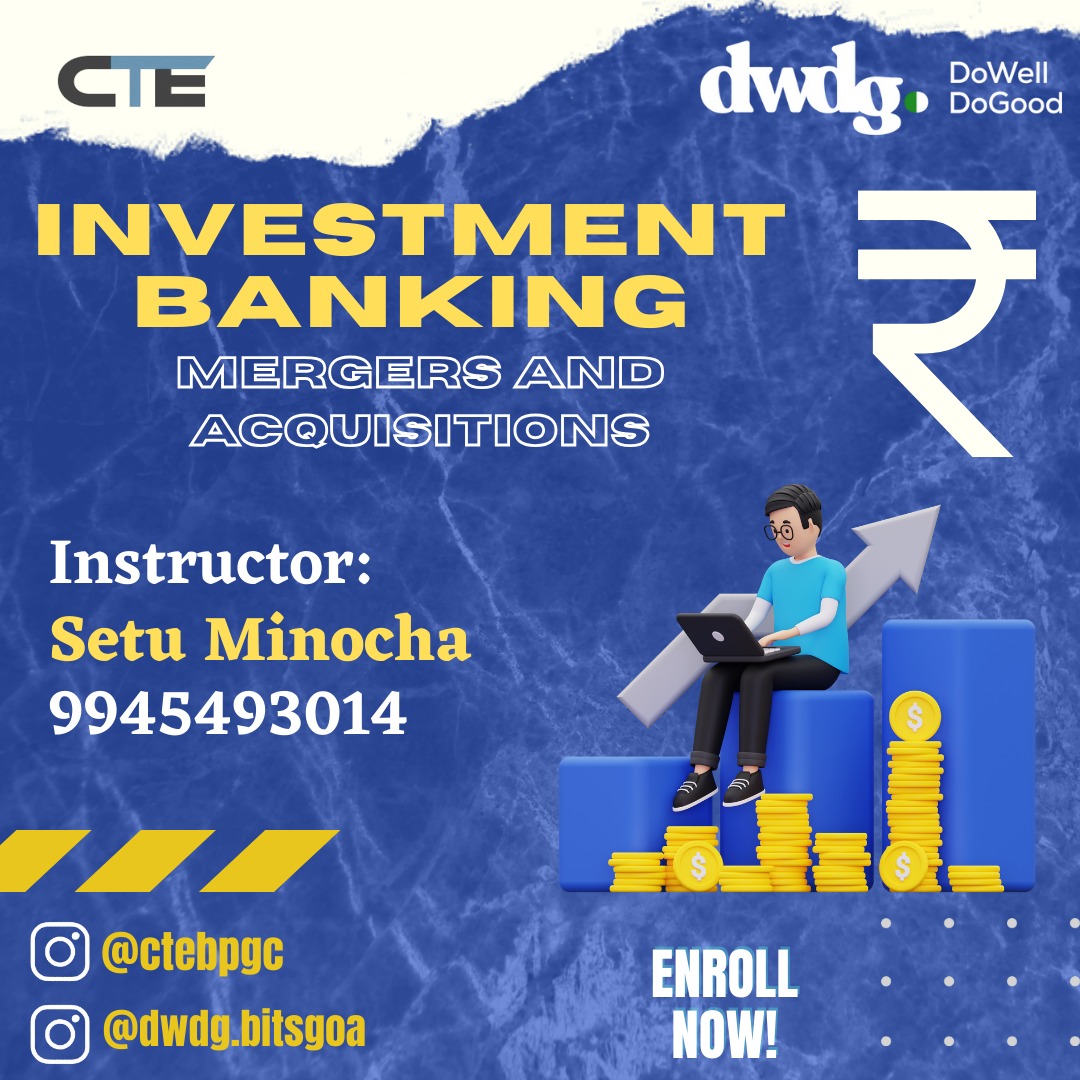 CTE
dwdg.
DoWell
DoGood
INVESTMENT
BANKING
MERGERS AND
ACQUISITIONS
₹
Instructor:
Setu Minocha
9945493014
$
$
$
@ctebpgc
@dwdg.bitsgoa
ENROLL
NOW!